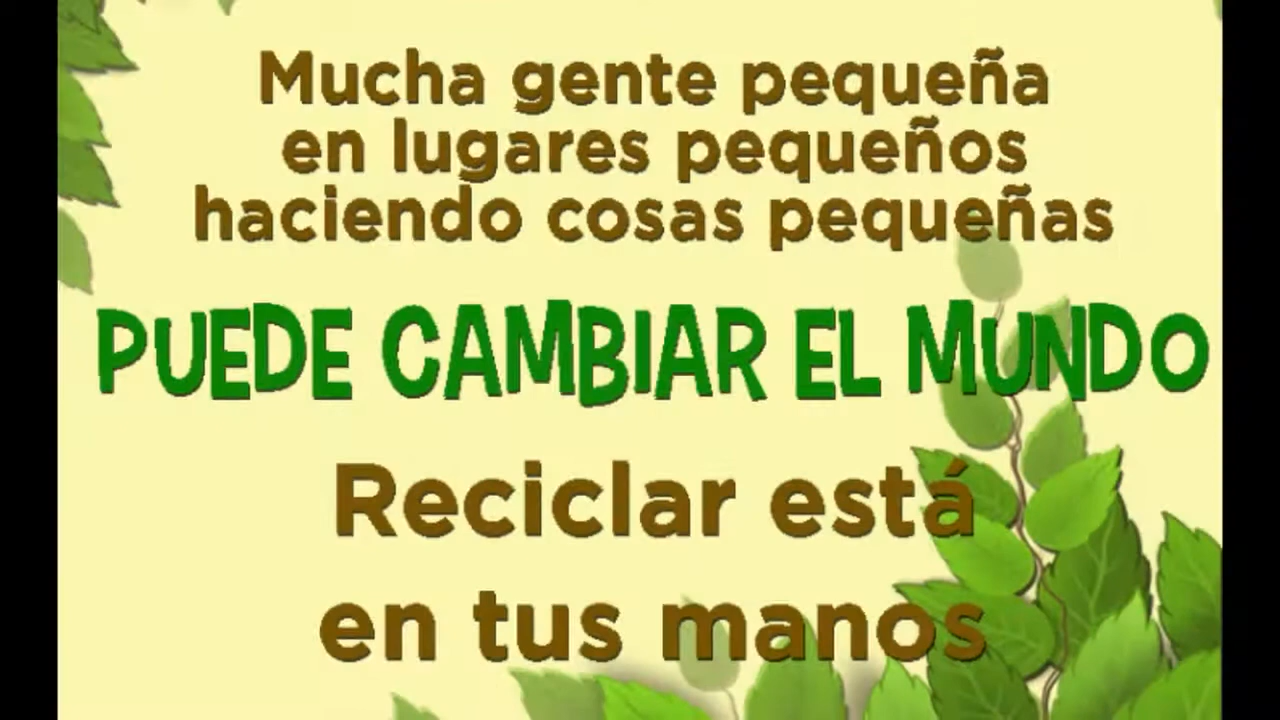 Mucha gente pequeña
en lugares pequeños
haciendo cosas pequeñas
PUEDE CAMBIAR EL MUNDO
Reciclar está
en tus manos